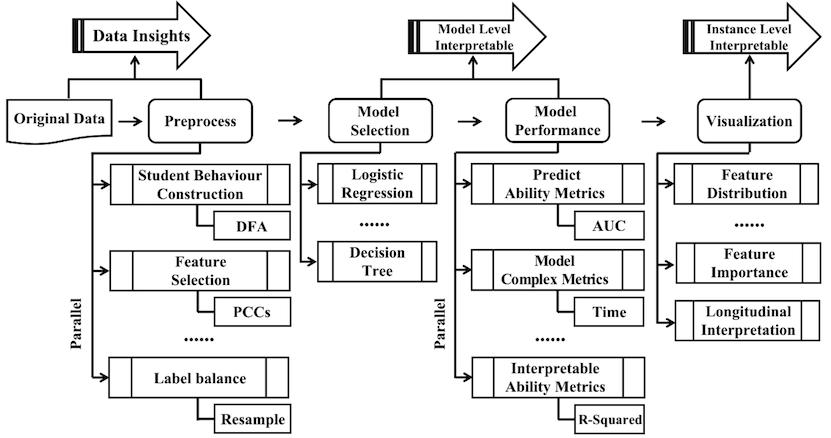 Data Insights
Model Level
Interpretable
Instance Level
Interpretable
Original Data
Preprocess
Model
Selection
Model
Performance
Visualization
Student Behaviour
Construction
DFA
Feature
Selection
PCCs
......
Label balance
Resample
Parallel
Logistic
Regression
......
Decision
Tree
Predict
Ability Metrics
AUC
Model
Complex Metrics
Time
......
Interpretable
Ability Metrics
R-Squared
Parallel
Feature
Distribution
......
Feature
Importance
Longitudinal
Interpretation